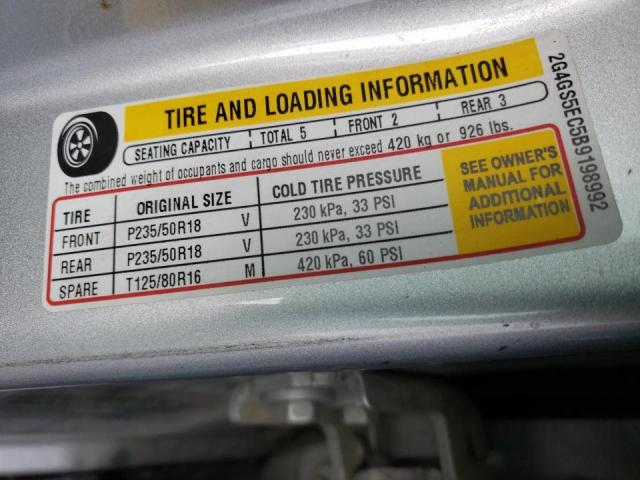 TIRE AND LOADING INFORMATION
SEATING CAPACITY TOTAL 5 FRONT 2 REAR 3
The combined weight of occupants and cargo should never exceed 420 kg or 926 lbs.
TIRE ORIGINAL SIZE COLD TIRE PRESSURE
FRONT P235/50R18 V 230 kPa, 33 PSI
REAR P235/50R18 V 230 kPa, 33 PSI
SPARE T125/80R16 M 420 kPa, 60 PSI
SEE OWNER'S
MANUAL FOR
ADDITIONAL
INFORMATION
2G4GS5EC5B9198992